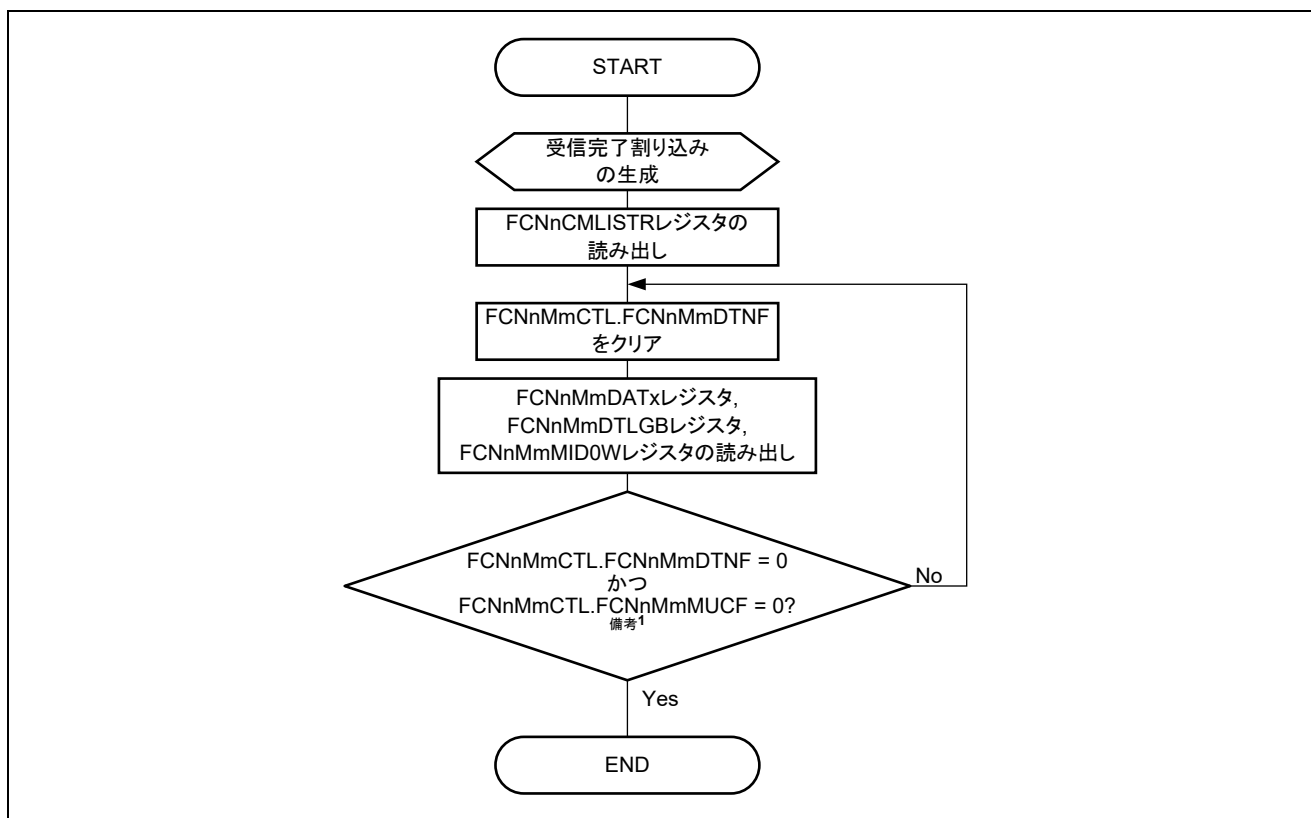 START
受信完了割り込み
の生成
FCNnCMLISTRレジスタの
読み出し
FCNnMmCTL.FCNnMmDTNF
をクリア
FCNnMmDATxレジスタ,
FCNnMmDTLGBレジスタ,
FCNnMmMID0Wレジスタの読み出し
FCNnMmCTL.FCNnMmDTNF = 0
かつ
FCNnMmCTL.FCNnMmMUCF = 0?
備考1
No
Yes
END